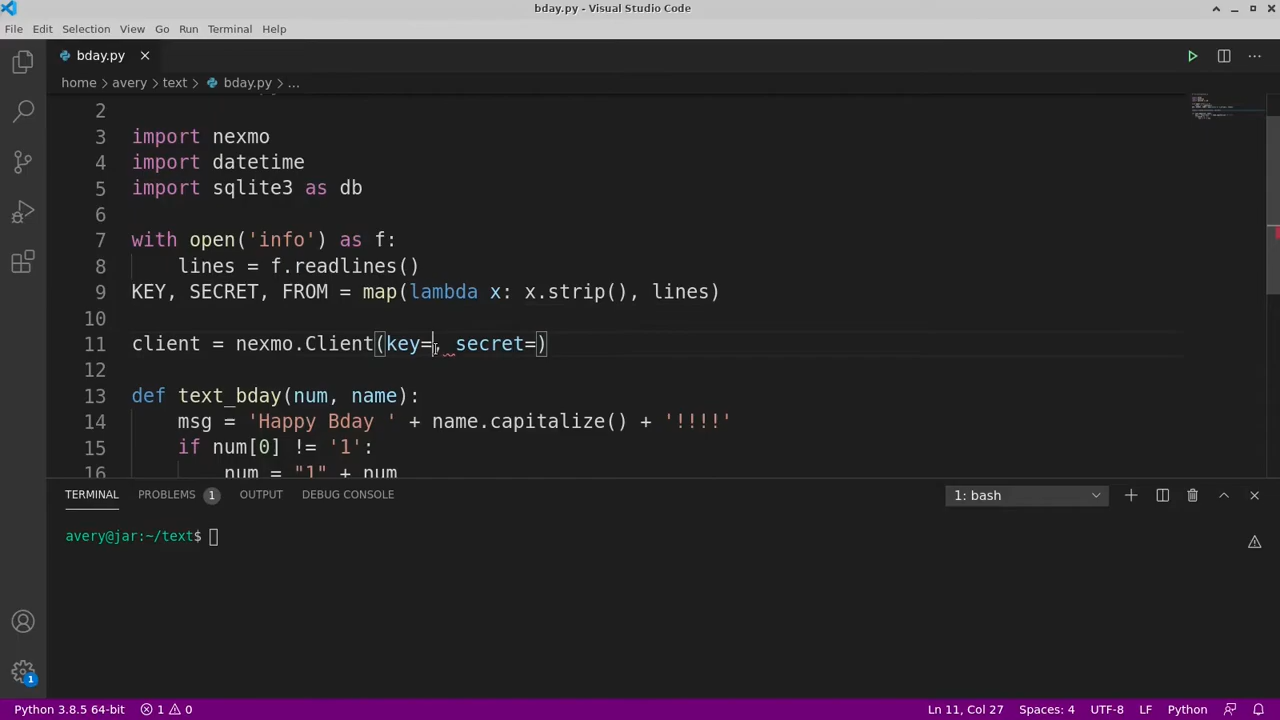 bday.py - Visual Studio Code
File Edit Selection View Go Run Terminal Help
bday.py
home > avery > text > bday.py > ...
2
3 import nexmo
4 import datetime
5 import sqlite3 as db
6
7 with open('info') as f:
8 lines = f.readlines()
9 KEY, SECRET, FROM = map(lambda x: x.strip(), lines)
10
11 client = nexmo.Client(key=, secret=)
12
13 def text_bday(num, name):
14 msg = 'Happy Bday ' + name.capitalize() + '!!!!'
15 if num[0] != '1':
16 num = "1" + num
TERMINAL PROBLEMS 1 OUTPUT DEBUG CONSOLE 1: bash
avery@jar:~/text$
1
Python 3.8.5 64-bit 1 0 Ln 11, Col 27 Spaces: 4 UTF-8 LF Python